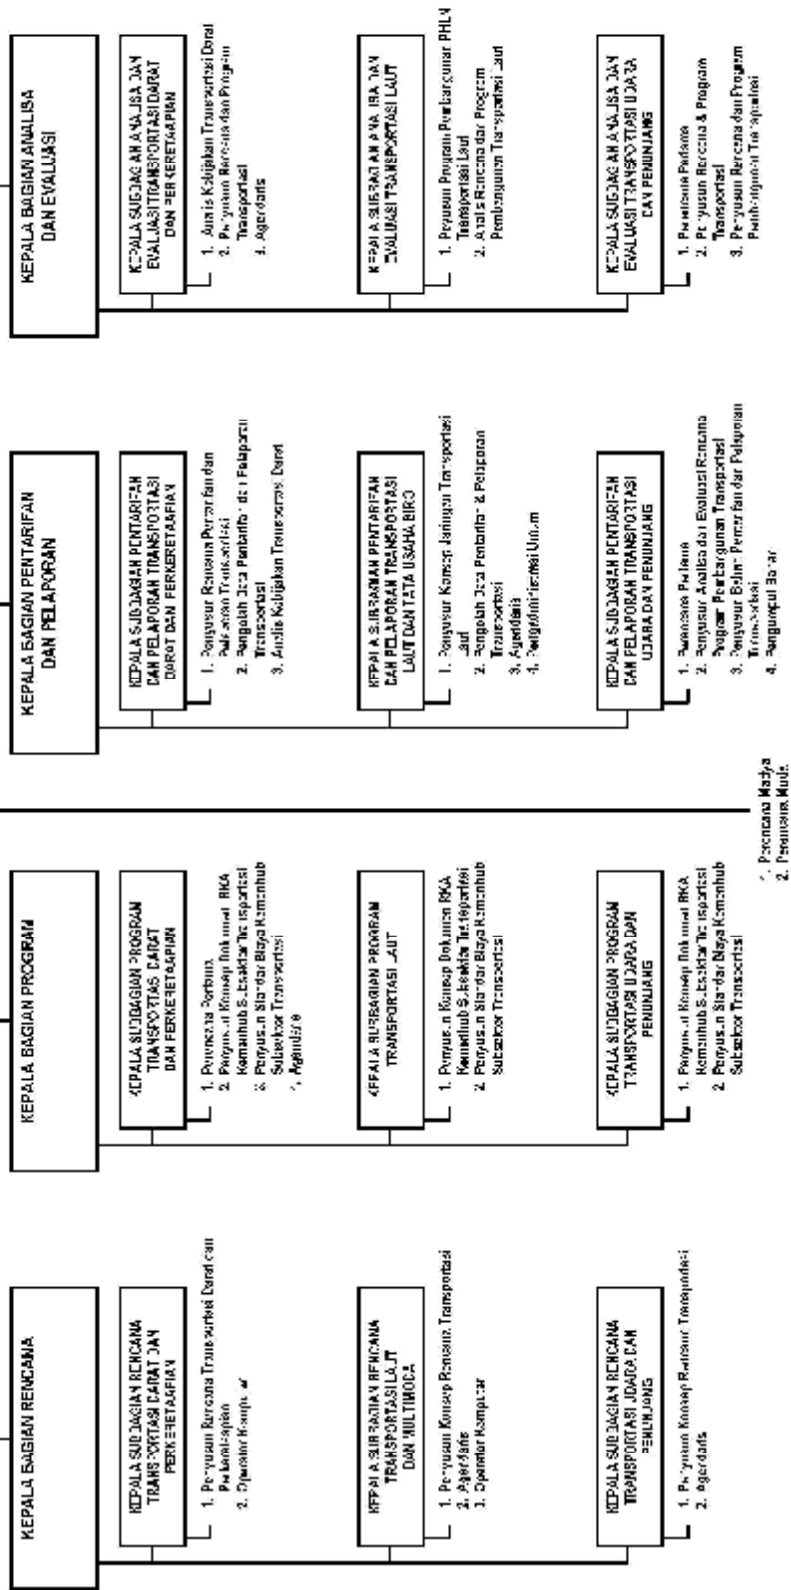 KEPALA BAGIAN RENCANA
KEPALA SUBBAGIAN RENCANA
TRANSPORTASI DARAT DAN
PERKERETAAPIAN
1. Penyusun Rencana Transportasi Darat dan
Perkeretaapian
2. Operator Komputer
KEPALA SUBBAGIAN RENCANA
TRANSPORTASI LAUT
DAN MULTIMODA
1. Penyusun Konsep Rencana Transportasi
2. Agendaris
3. Operator Komputer
KEPALA SUBBAGIAN RENCANA
TRANSPORTASI UDARA DAN
PENUNJANG
1. Penyusun Konsep Rencana Transportasi
2. Agendaris
KEPALA BAGIAN PROGRAM
KEPALA SUBBAGIAN PROGRAM
TRANSPORTASI DARAT
DAN PERKERETAAPIAN
1. Perencana Pertama
2. Penyusun Konsep Dokumen RKA
Kemenhub Subsektor Transportasi
3. Penyusun Standar Biaya Kemenhub
Subsektor Transportasi
4. Agendaris
KEPALA SUBBAGIAN PROGRAM
TRANSPORTASI LAUT
1. Penyusun Konsep Dokumen RKA
Kemenhub Subsektor Transportasi
2. Penyusun Standar Biaya Kemenhub
Subsektor Transportasi
KEPALA SUBBAGIAN PROGRAM
TRANSPORTASI UDARA DAN
PENUNJANG
1. Penyusun Konsep Dokumen RKA
Kemenhub Subsektor Transportasi
2. Penyusun Standar Biaya Kemenhub
Subsektor Transportasi
1. Perencana Madya
2. Perencana Muda
KEPALA BAGIAN PENTARIFAN
DAN PELAPORAN
KEPALA SUBBAGIAN PENTARIFAN
DAN PELAPORAN TRANSPORTASI
DARAT DAN PERKERETAAPIAN
1. Penyusun Rencana Pentarifan dan
Pelaporan Transportasi
2. Pengolah Data Pentarifan dan Pelaporan
Transportasi
3. Analis Kebijakan Transportasi Darat
KEPALA SUBBAGIAN PENTARIFAN
DAN PELAPORAN TRANSPORTASI
LAUT DAN TATA USAHA BIRO
1. Penyusun Konsep Jaringan Transportasi
Laut
2. Pengolah Data Pentarifan & Pelaporan
Transportasi
3. Agendaris
4. Pengadministrasi Umum
KEPALA SUBBAGIAN PENTARIFAN
DAN PELAPORAN TRANSPORTASI
UDARA DAN PENUNJANG
1. Perencana Pertama
2. Penyusun Analisa dan Evaluasi Rencana
Program Pembangunan Transportasi
3. Penyusun Bahan Pentarifan dan Pelaporan
Transportasi
4. Pengumpul Bahan
KEPALA BAGIAN ANALISA
DAN EVALUASI
KEPALA SUBBAGIAN ANALISA DAN
EVALUASI TRANSPORTASI DARAT
DAN PERKERETAAPIAN
1. Analis Kebijakan Transportasi Darat
2. Penyusun Rencana dan Program
Transportasi
3. Agendaris
KEPALA SUBBAGIAN ANALISA DAN
EVALUASI TRANSPORTASI LAUT
1. Peyusun Program Pembangunan PHLN
Transportasi Laut
2. Analis Rencana dan Program
Pembangunan Transportasi Laut
KEPALA SUBBAGIAN ANALISA DAN
EVALUASI TRANSPORTASI UDARA
DAN PENUNJANG
1. Perencana Pertama
2. Penyusun Rencana & Program
Transportasi
3. Penyusun Rencana dan Program
Pembangunan Transportasi